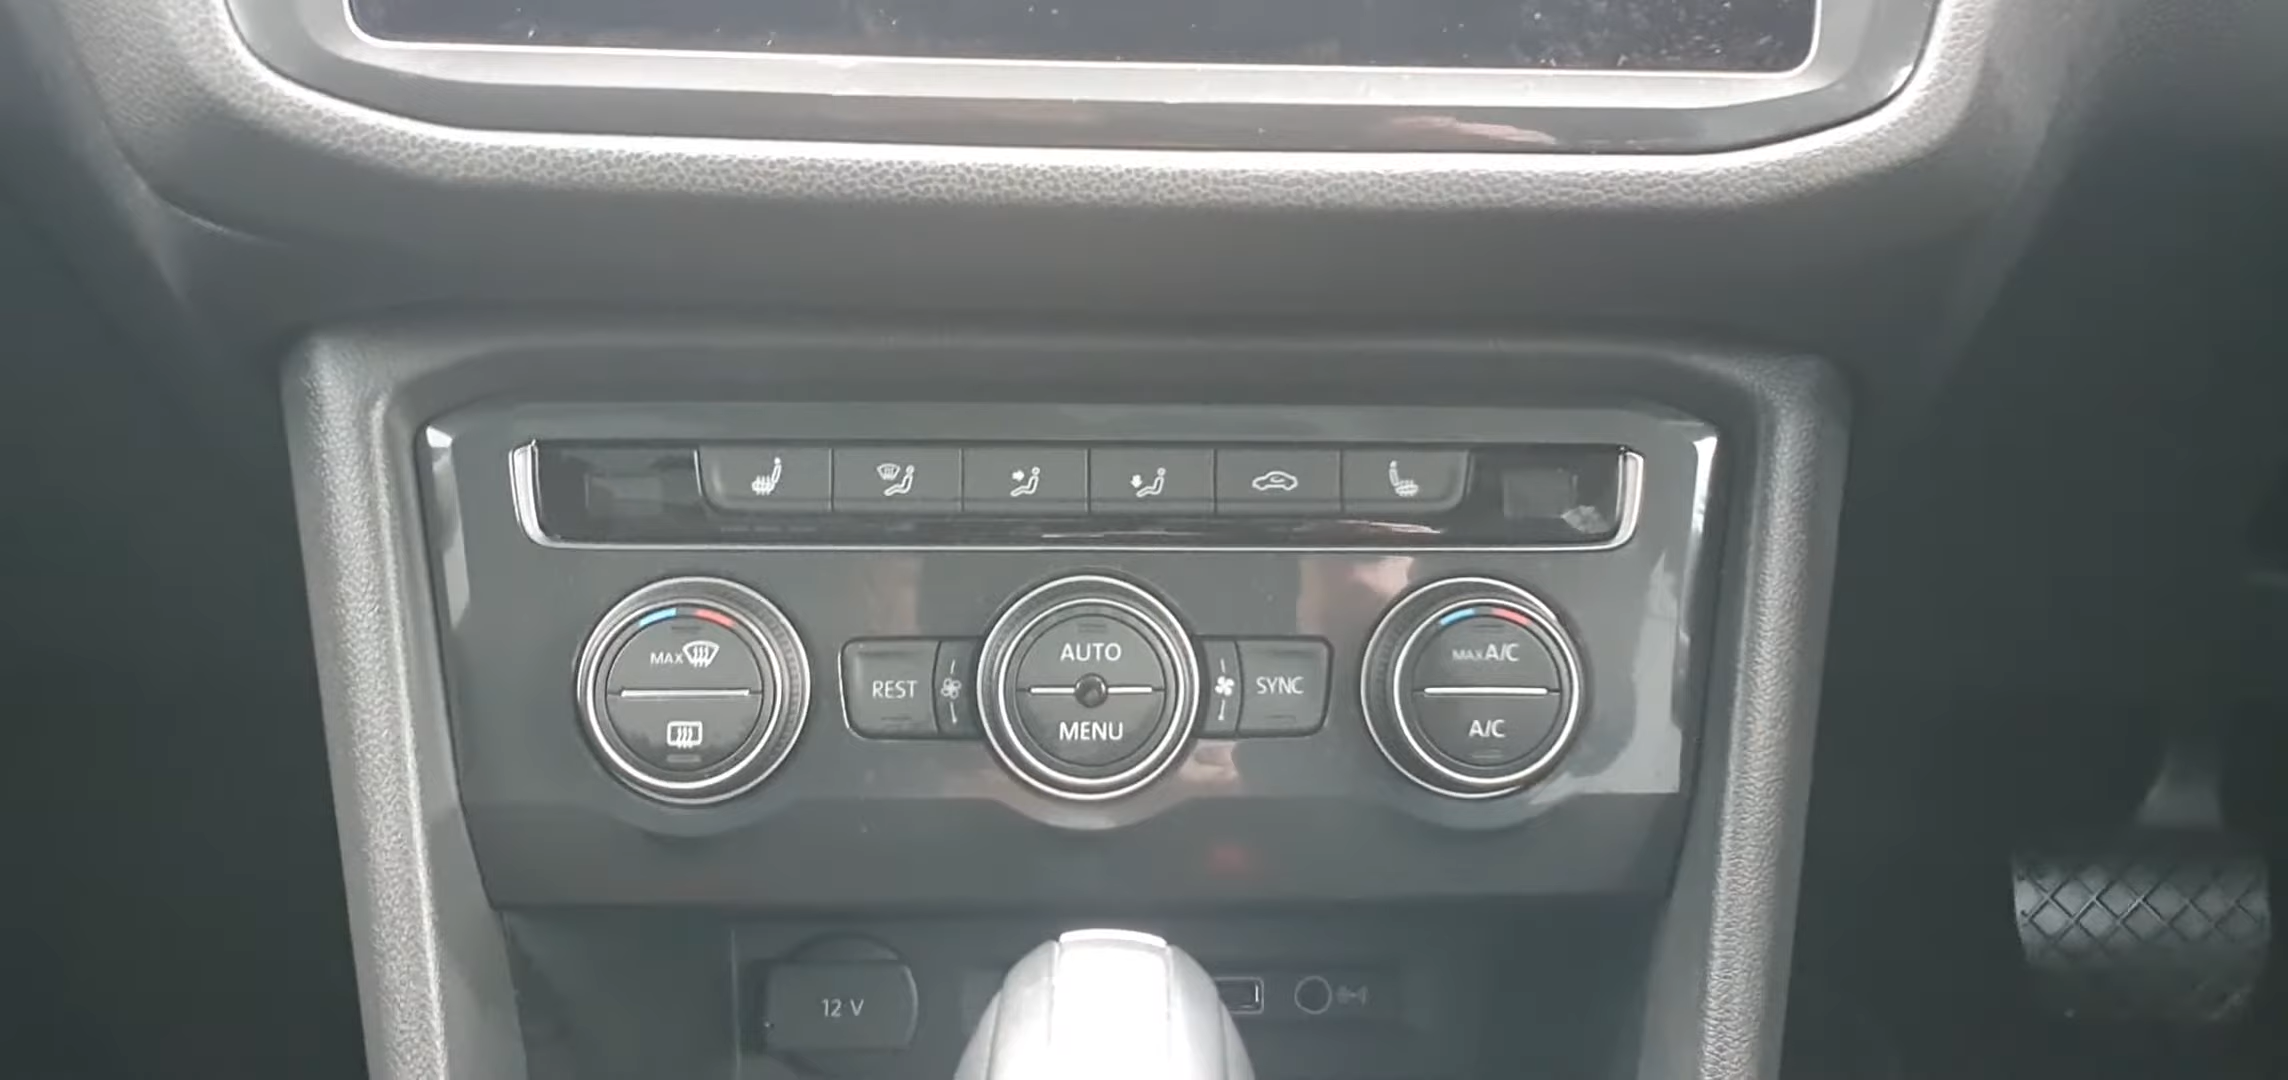 MAX
REST
AUTO
MENU
SYNC
MAX A/C
A/C
12 V